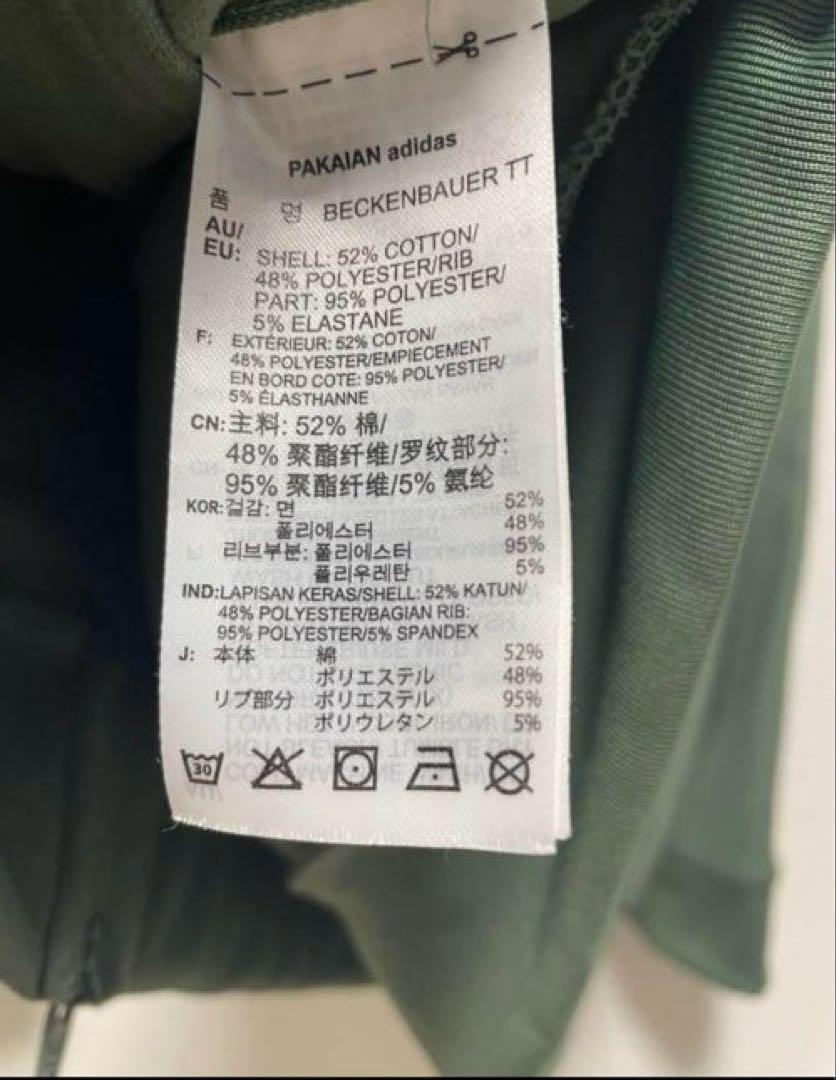 PAKAIAN adidas
품 명 BECKENBAUER TT
AU/
EU: SHELL: 52% COTTON/
48% POLYESTER/RIB
PART: 95% POLYESTER/
5% ELASTANE
F: EXTÉRIEUR: 52% COTON/
48% POLYESTER/EMPIECEMENT
EN BORD COTE: 95% POLYESTER/
5% ÉLASTHANNE
CN: 主料: 52% 棉/
48% 聚酯纤维/罗纹部分:
95% 聚酯纤维/5% 氨纶
KOR: 걸감: 면 52%
폴리에스터 48%
리브부분: 폴리에스터 95%
폴리우레탄 5%
IND: LAPISAN KERAS/SHELL: 52% KATUN/
48% POLYESTER/BAGIAN RIB:
95% POLYESTER/5% SPANDEX
J: 本体 綿 52%
ポリエステル 48%
リブ部分 ポリエステル 95%
ポリウレタン 5%
30